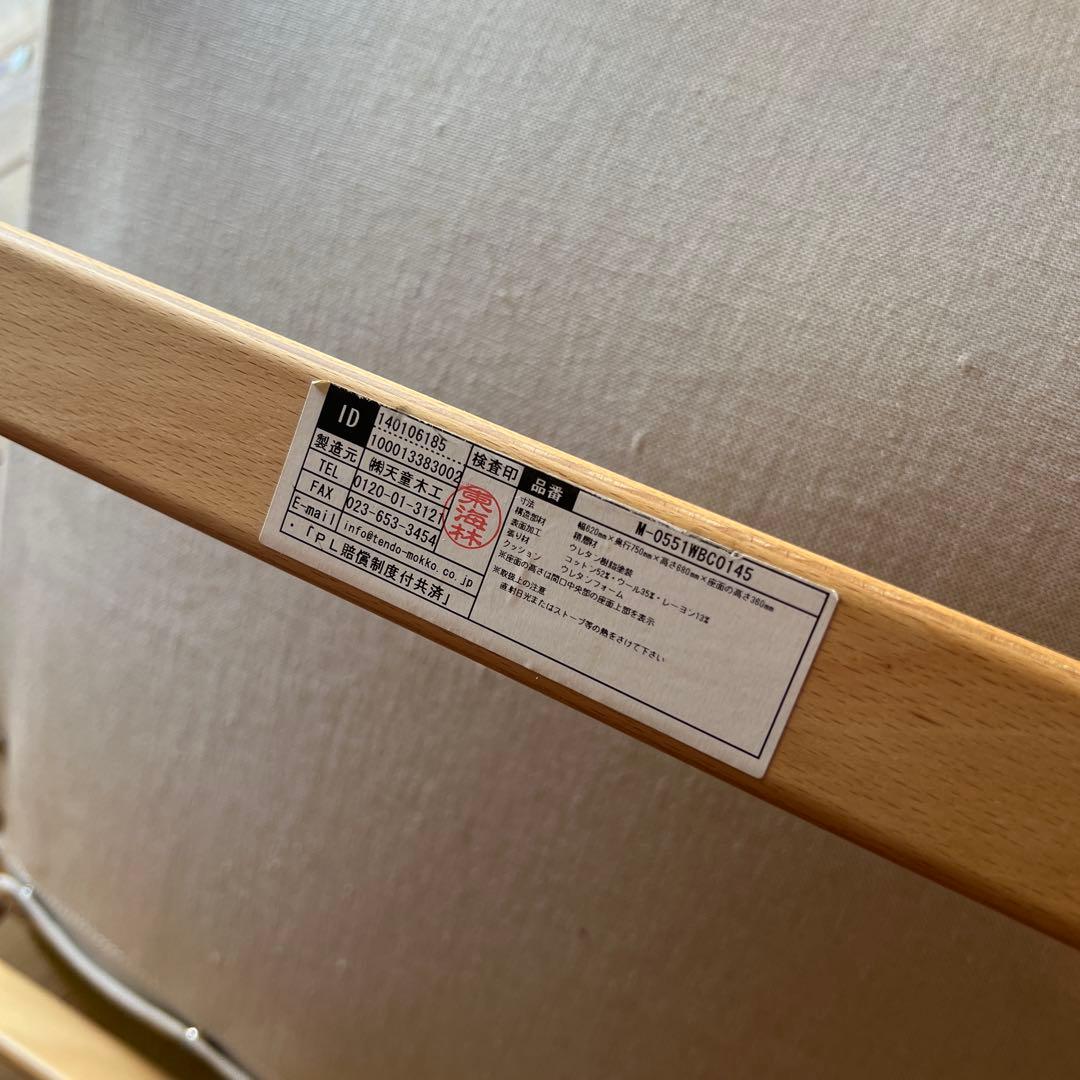 ID 140106185
100013383002
製造元 ㈱天童木工
TEL 0120-01-3121
FAX 023-653-3454
E-mail info@tendo-mokko.co.jp
・「PL賠償制度付共済」
検査印
東海林
品番 M-0551WBC0145
寸法 幅620mm×奥行750mm×高さ680mm×座面の高さ360mm
構造部材 積層材
表面加工 ウレタン樹脂塗装
張り材 コットン52%・ウール35%・レーヨン13%
クッション ウレタンフォーム
※座面の高さは間口中央部の座面上部を表示
※取扱上の注意
直射日光またはストーブ等の熱をさけて下さい